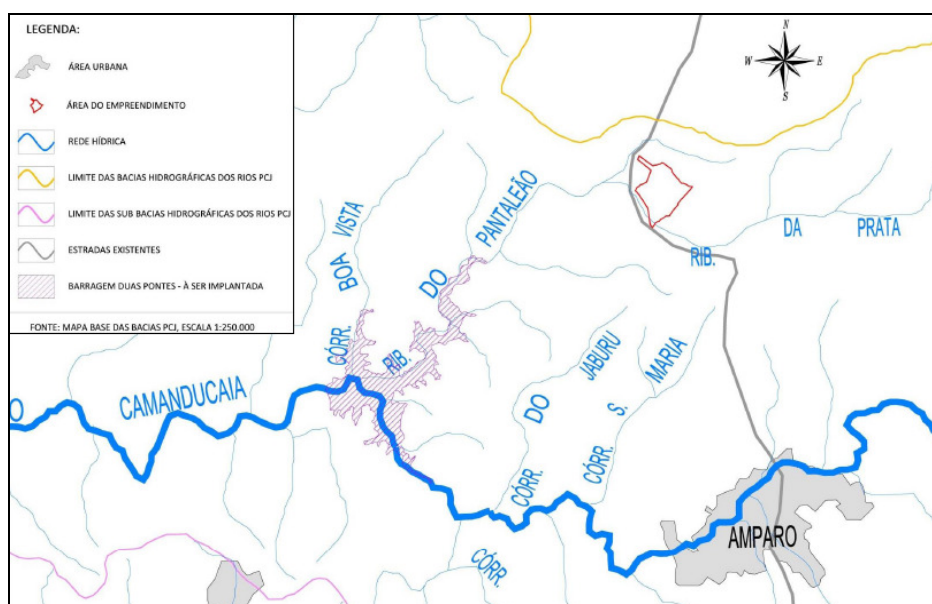 LEGENDA:
ÁREA URBANA
ÁREA DO EMPREENDIMENTO
REDE HÍDRICA
LIMITE DAS BACIAS HIDROGRÁFICAS DOS RIOS PCJ
LIMITE DAS SUB BACIAS HIDROGRÁFICAS DOS RIOS PCJ
ESTRADAS EXISTENTES
BARRAGEM DUAS PONTES - À SER IMPLANTADA
FONTE: MAPA BASE DAS BACIAS PCJ, ESCALA 1:250.000
N
W E
S
CÓRR. BOA VISTA
RIB. DO PANTALEÃO
RIB. DA PRATA
O CAMANDUCAIA
CÓRR. DO JABURU
CÓRR. S. MARIA
CÓRR.
AMPARO